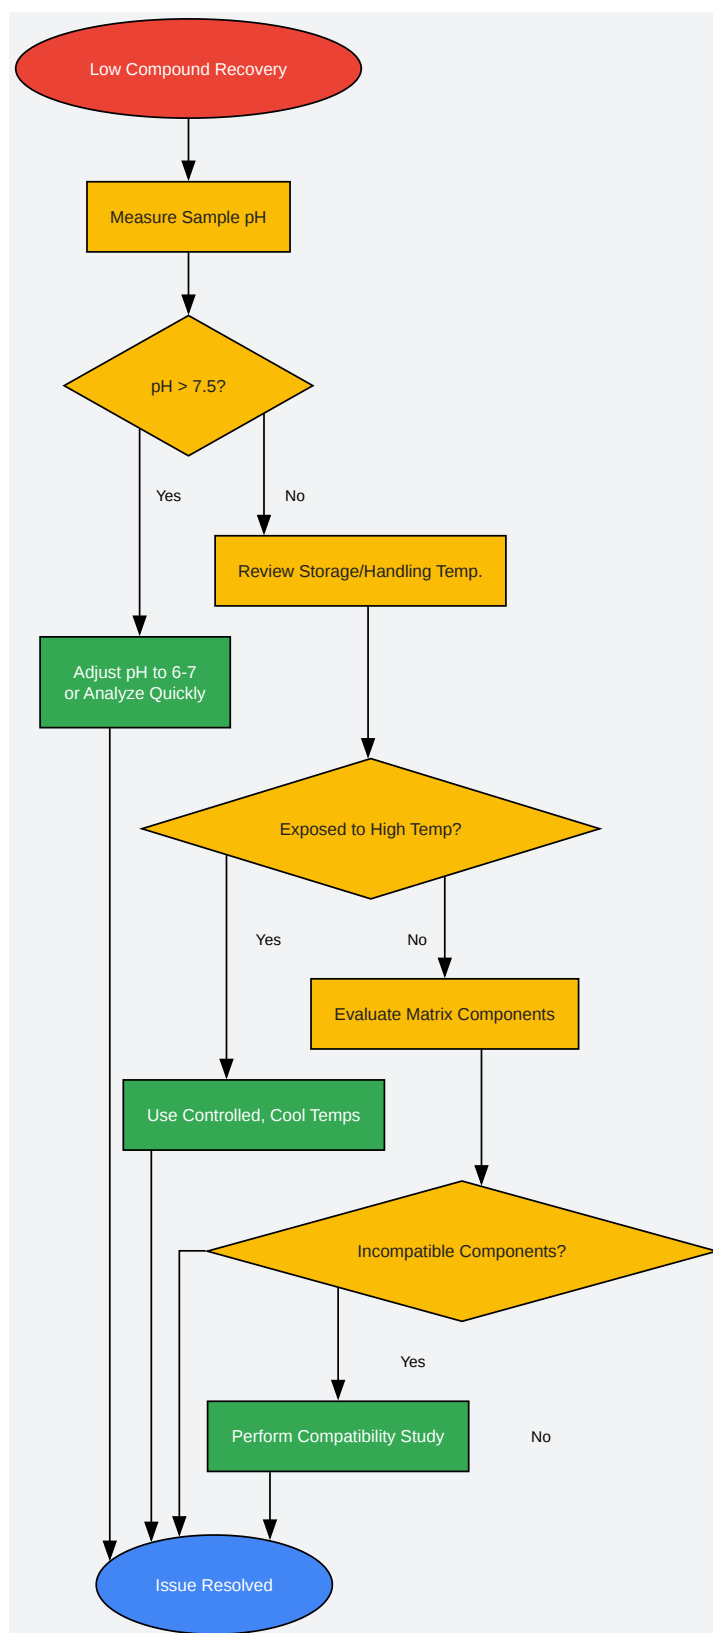 Low Compound Recovery
Measure Sample pH
pH > 7.5?
Yes
No
Review Storage/Handling Temp.
Adjust pH to 6-7
or Analyze Quickly
Exposed to High Temp?
Yes
No
Evaluate Matrix Components
Use Controlled, Cool Temps
Incompatible Components?
Yes
Perform Compatibility Study
No
Issue Resolved